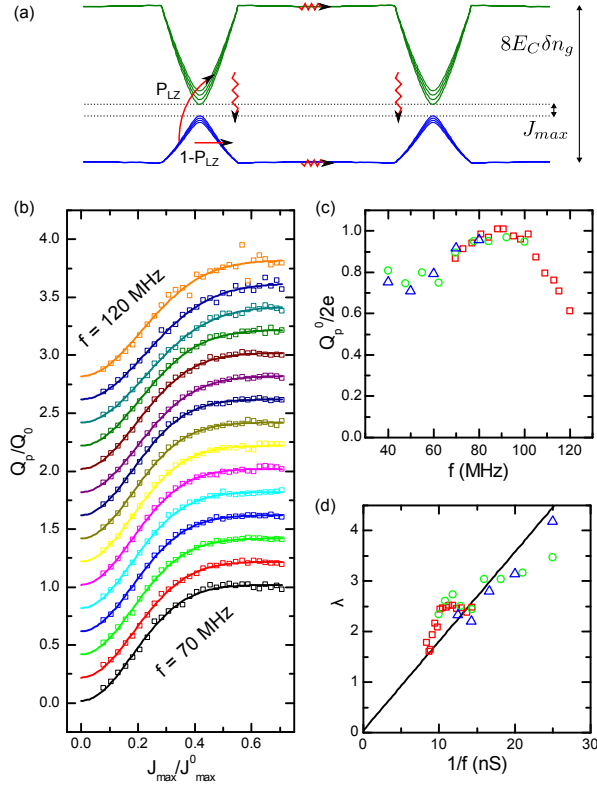 (a)
P_LZ
1-P_LZ
8E_C δn_g
J_max
(b)
4.0
3.5
3.0
2.5
2.0
1.5
1.0
0.5
0.0
Q_p/Q_0
f = 120 MHz
f = 70 MHz
0.0 0.2 0.4 0.6
J_max/J^0_max
(c)
1.0
0.8
0.6
0.4
0.2
0.0
Q_p^0/2e
40 60 80 100 120
f (MHz)
(d)
4
3
2
1
0
λ
0 5 10 15 20 25 30
1/f (nS)